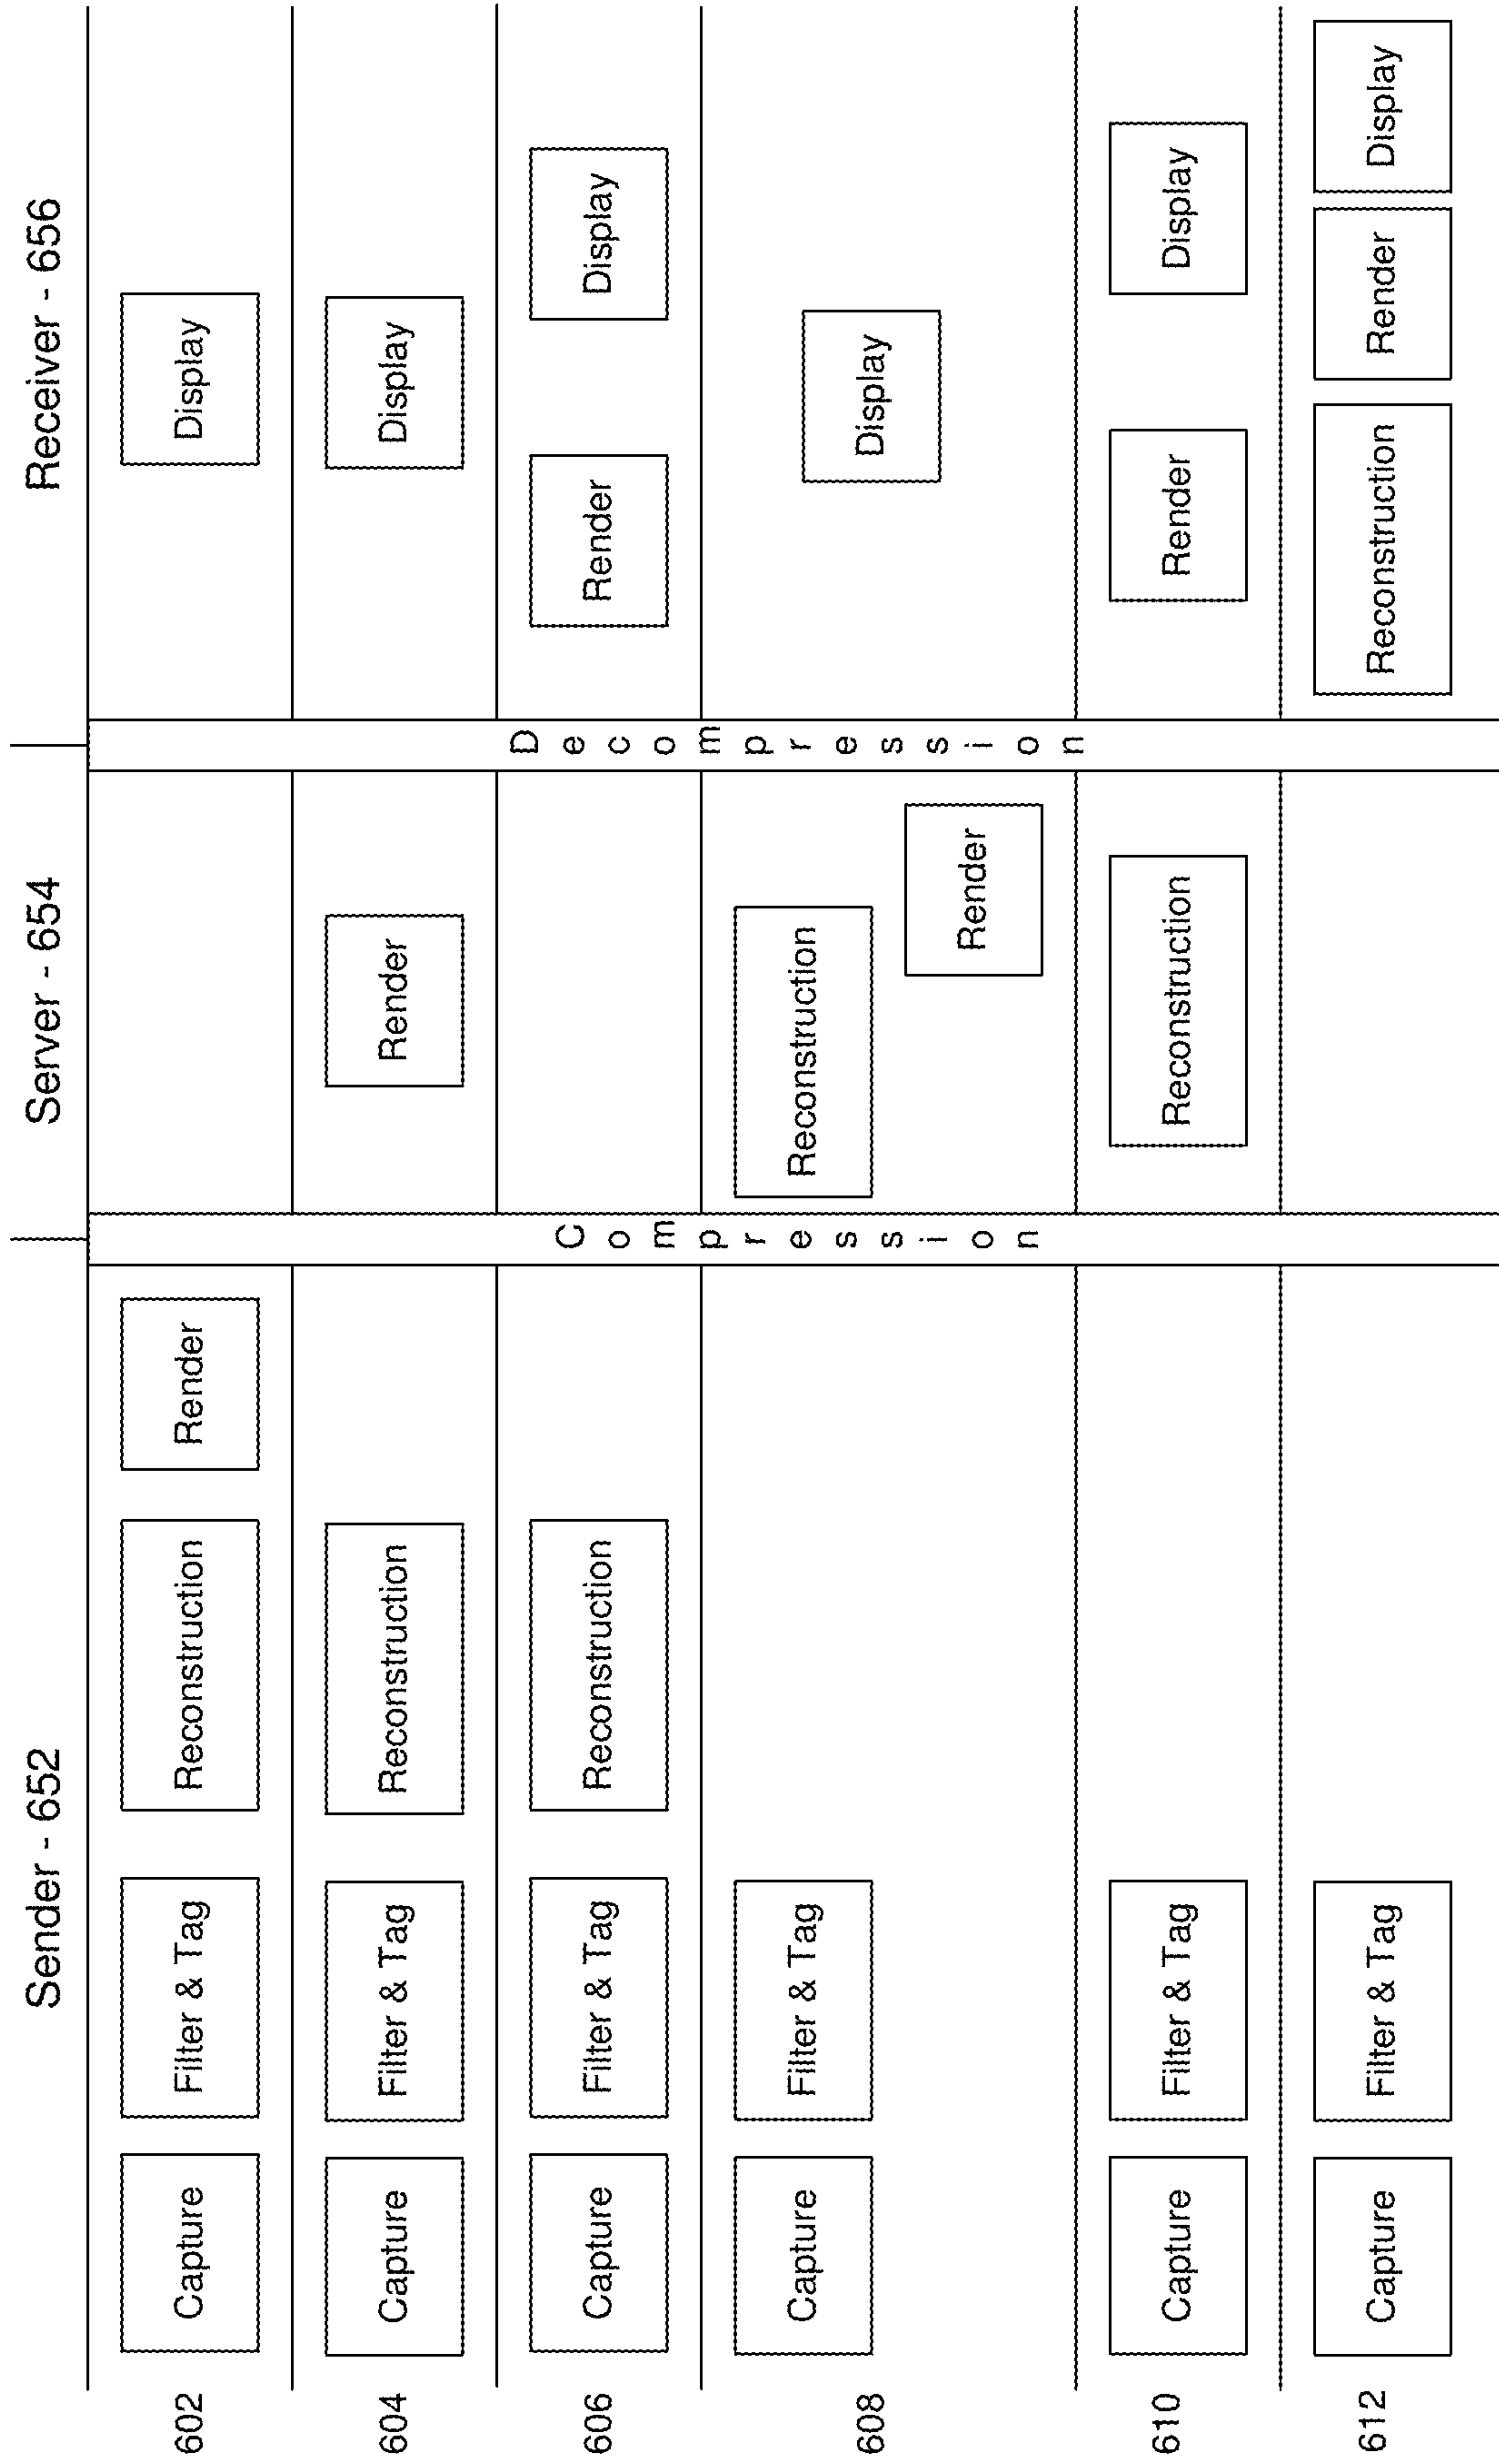 Sender - 652
Server - 654
Receiver - 656
602
Capture
Filter & Tag
Reconstruction
Render
Display
604
Capture
Filter & Tag
Reconstruction
Render
Display
606
Capture
Filter & Tag
Reconstruction
Render
Display
608
Capture
Filter & Tag
Reconstruction
Render
Display
610
Capture
Filter & Tag
Reconstruction
Render
Display
612
Capture
Filter & Tag
Reconstruction
Render
Display
Compression
Decompression